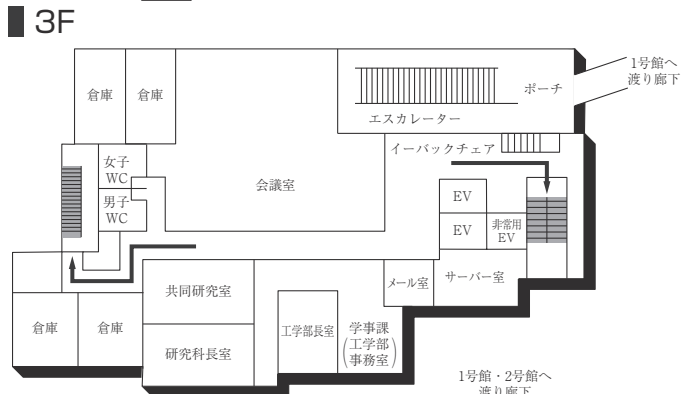 3F
倉庫
倉庫
エスカレーター
ポーチ
1号館へ
渡り廊下
イーバックチェア
女子
WC
男子
WC
会議室
EV
EV
非常用
EV
共同研究室
メール室
サーバー室
倉庫
倉庫
研究科長室
工学部長室
学事課
(工学部
事務室)
1号館・2号館へ
渡り廊下